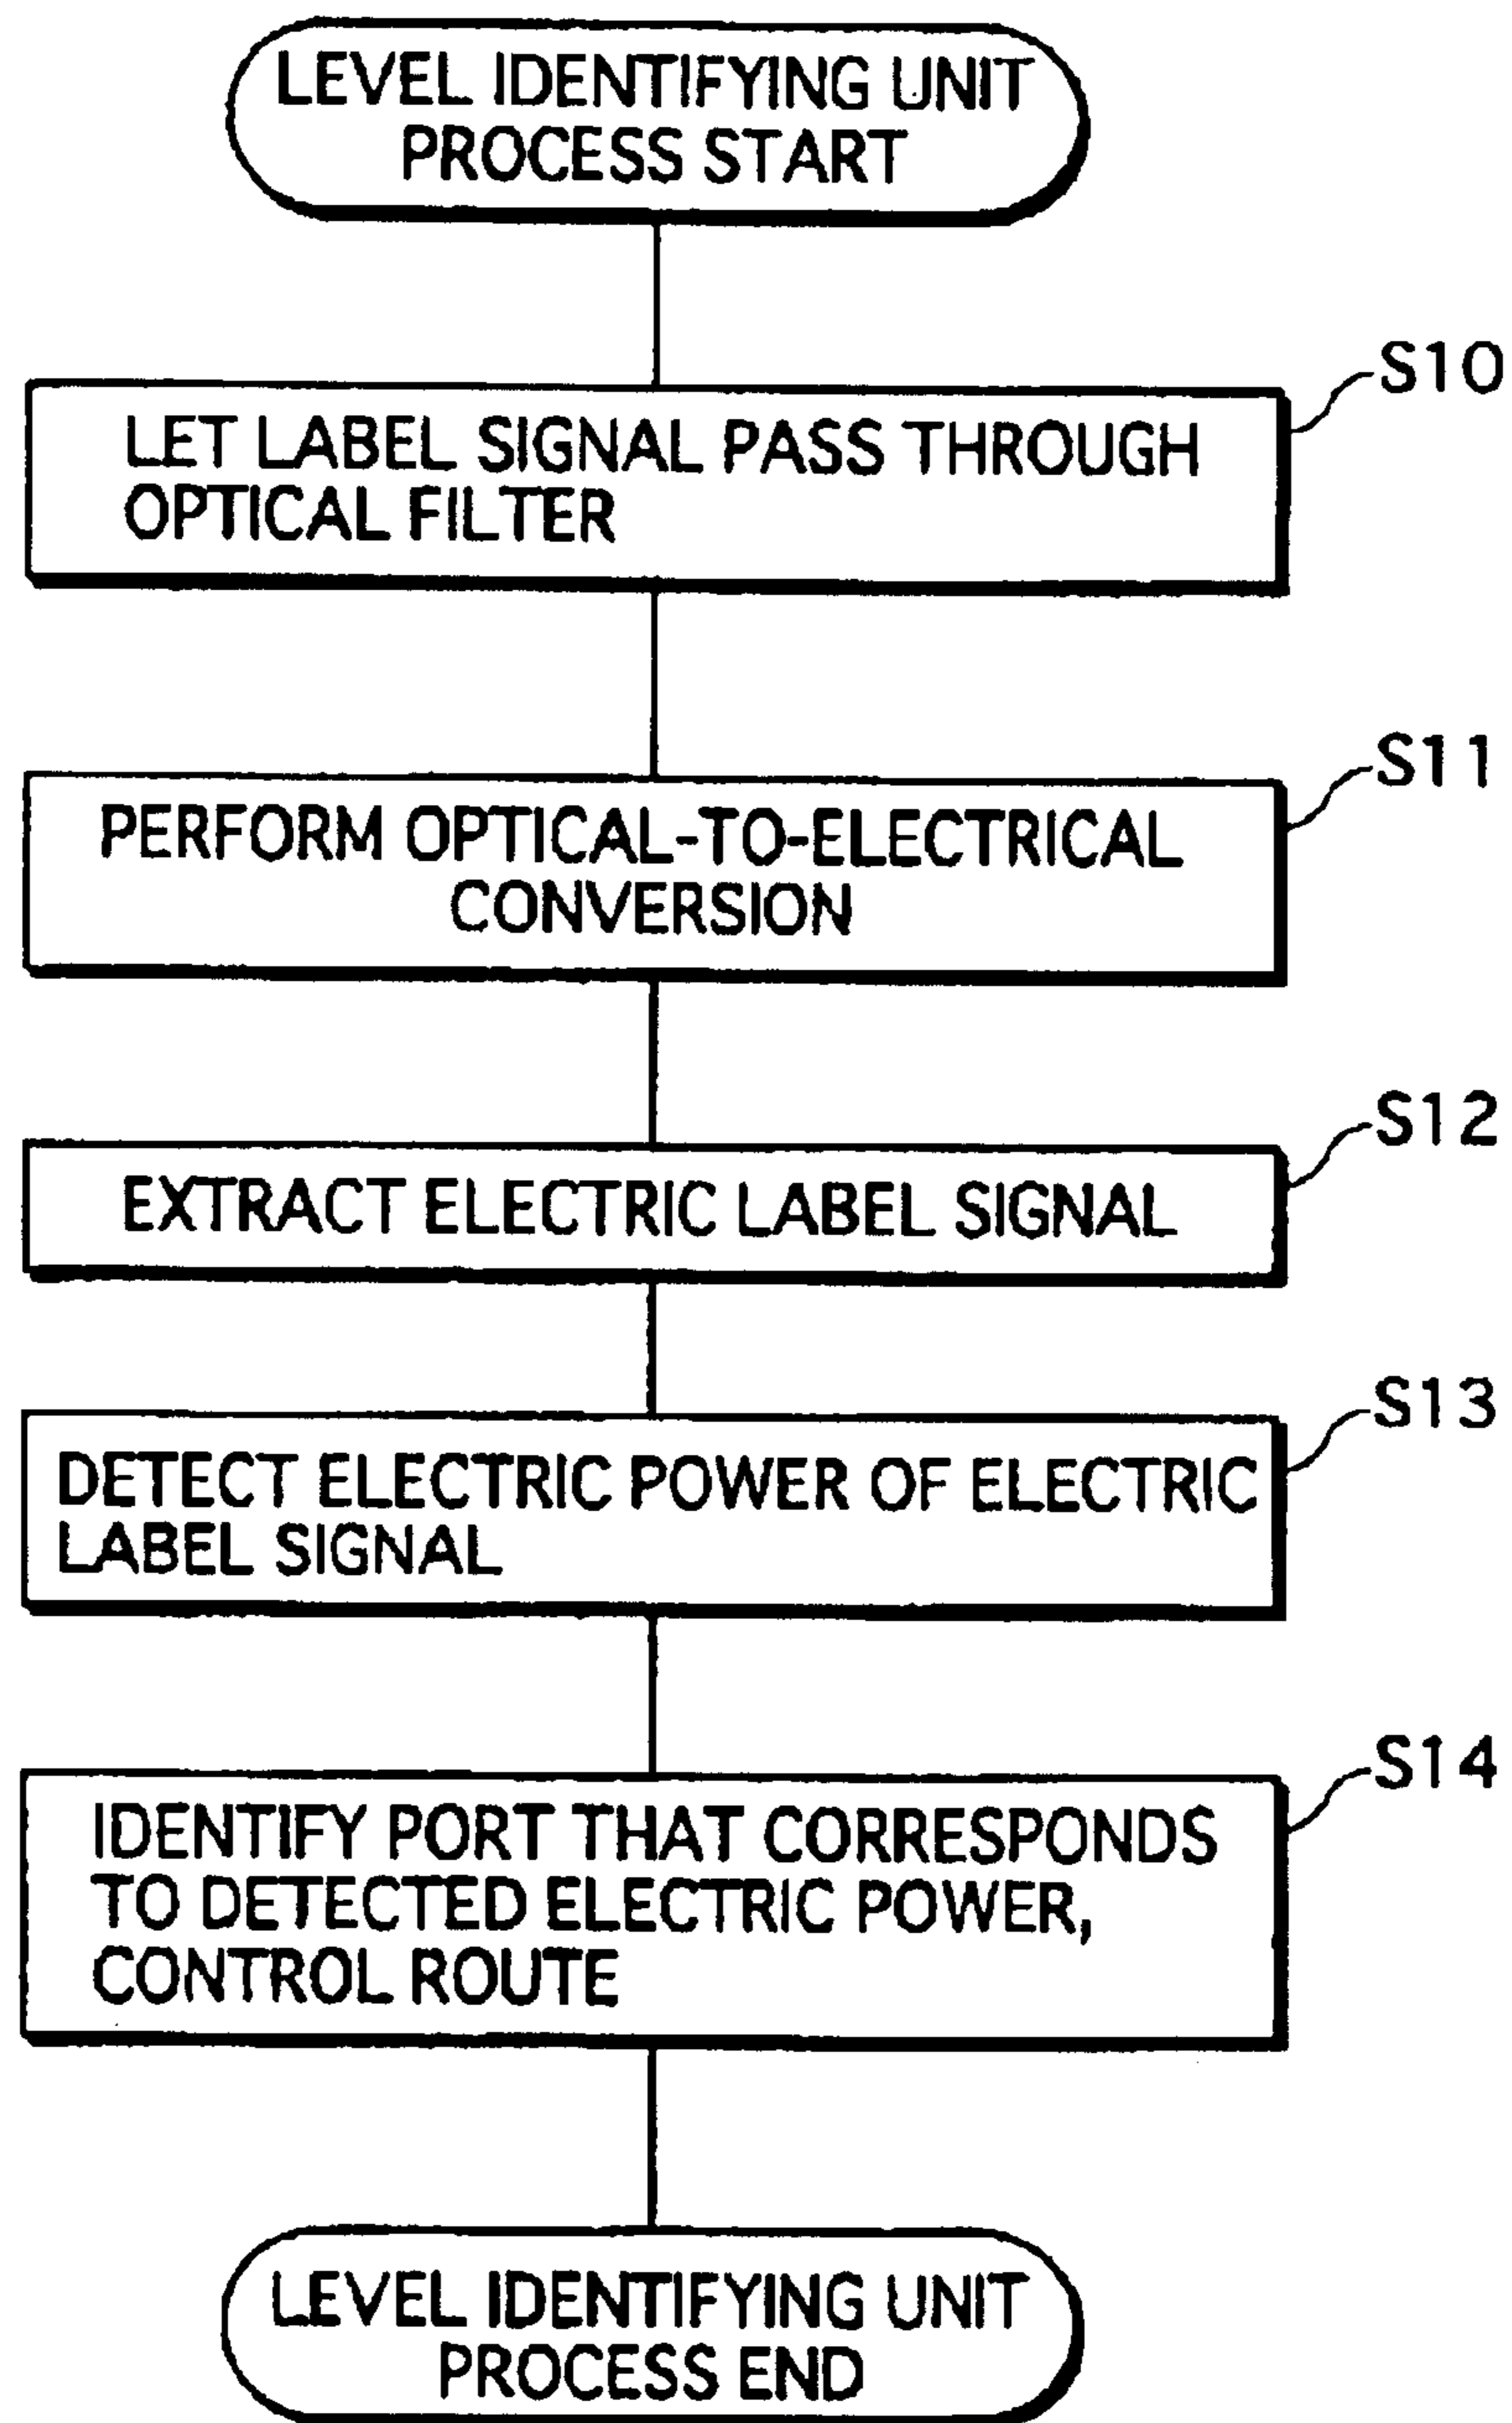 LEVEL IDENTIFYING UNIT
PROCESS START
S10
LET LABEL SIGNAL PASS THROUGH
OPTICAL FILTER
S11
PERFORM OPTICAL-TO-ELECTRICAL
CONVERSION
S12
EXTRACT ELECTRIC LABEL SIGNAL
S13
DETECT ELECTRIC POWER OF ELECTRIC
LABEL SIGNAL
S14
IDENTIFY PORT THAT CORRESPONDS
TO DETECTED ELECTRIC POWER,
CONTROL ROUTE
LEVEL IDENTIFYING UNIT
PROCESS END